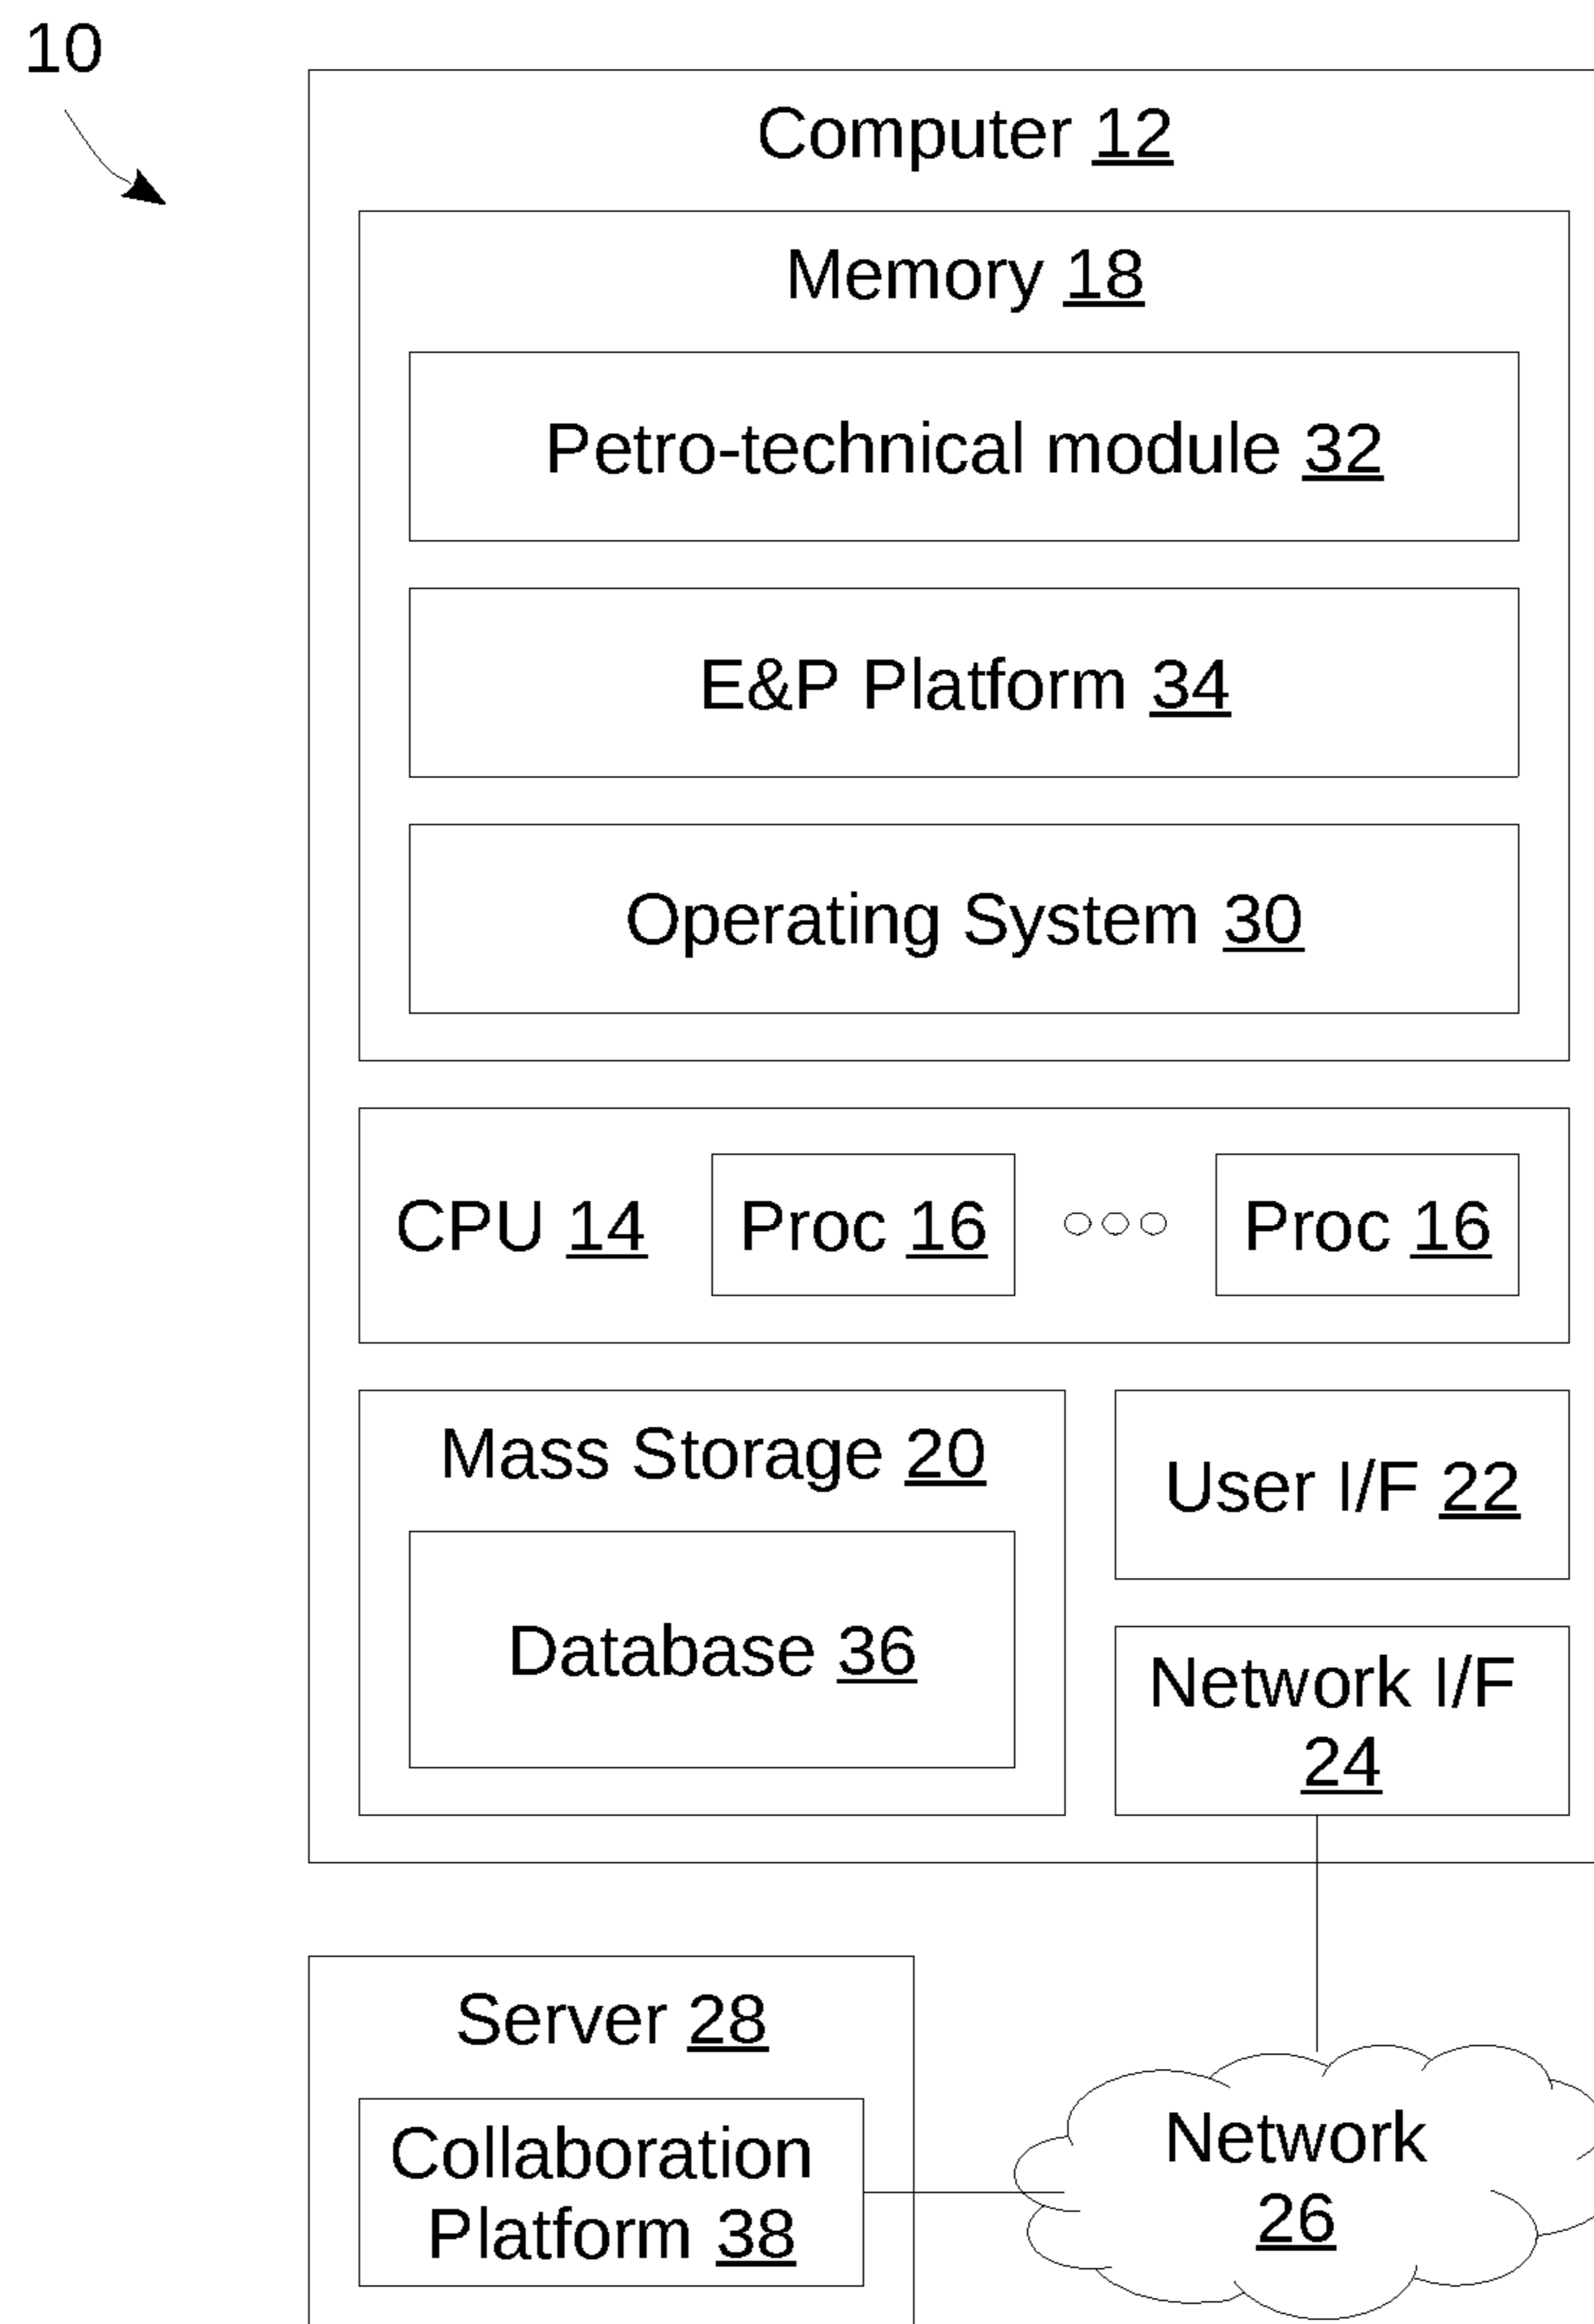 10
Computer 12
Memory 18
Petro-technical module 32
E&P Platform 34
Operating System 30
CPU 14
Proc 16
Proc 16
Mass Storage 20
Database 36
User I/F 22
Network I/F
24
Server 28
Collaboration
Platform 38
Network
26